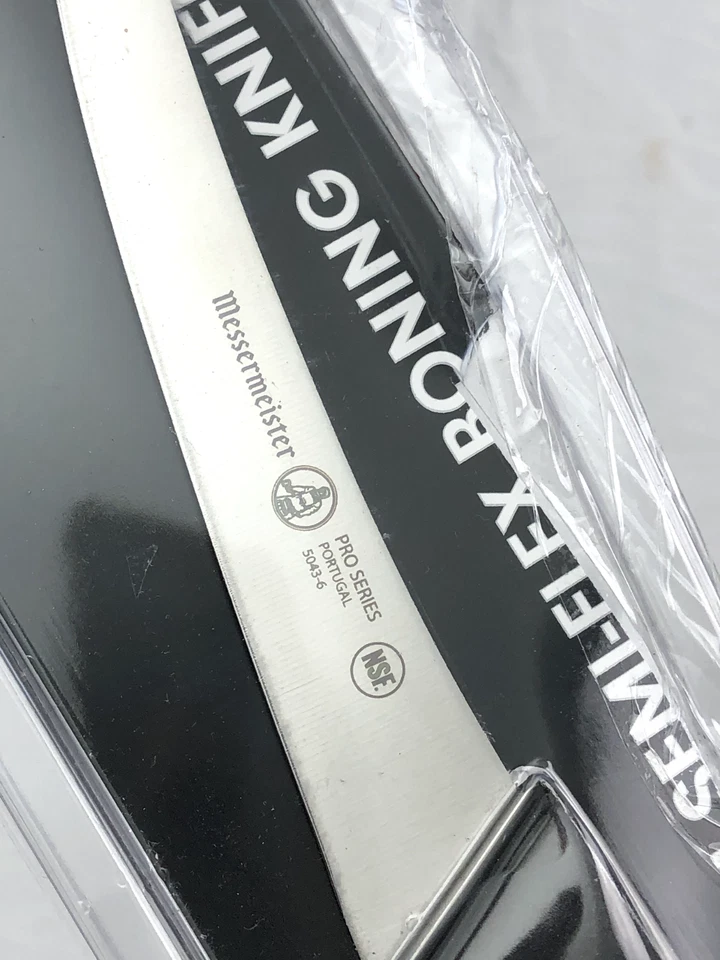 SEMI-FLEX BONING KNIFE
Messermeister
PRO SERIES
PORTUGAL
5043-6
NSF.